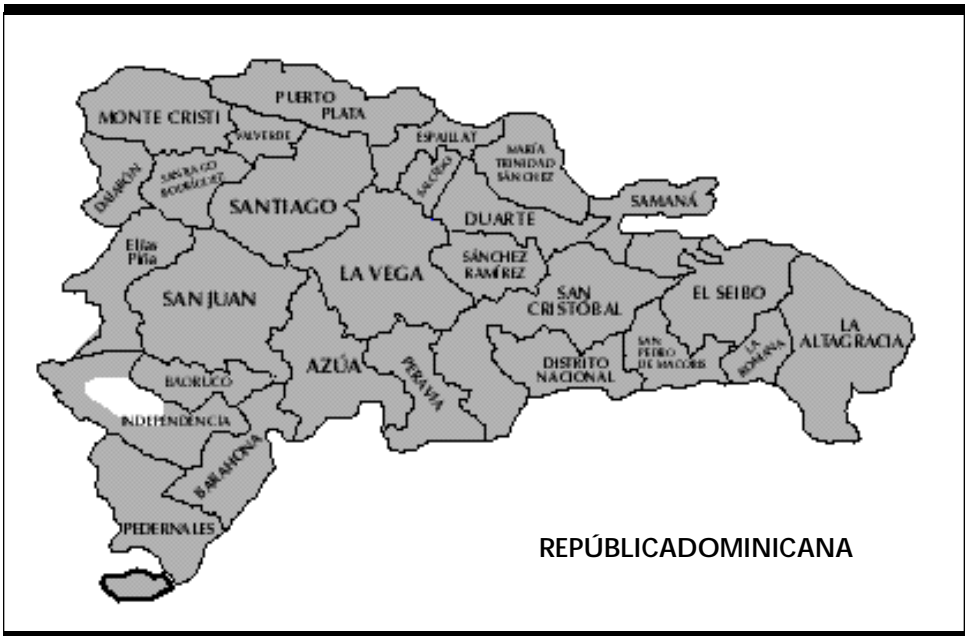 PUERTO
PLATA
MONTE CRISTI
VALVERDE
ESPAILLAT
MARÍA
TRINIDAD
SÁNCHEZ
DAJABÓN
SANTIAGO
RODRÍGUEZ
SALCEDO
SANTIAGO
SAMANÁ
DUARTE
Elías
Piña
SÁNCHEZ
RAMÍREZ
LA VEGA
SAN JUAN
SAN
CRISTÓBAL
EL SEIBO
LA
ALTAGRACIA
SAN
PEDRO
DE MACORIS
LA
ROMANA
AZÚA
PERAVIA
DISTRITO
NACIONAL
BAORUCO
INDEPENDENCIA
BARAHONA
PEDERNALES
REPÚBLICADOMINICANA